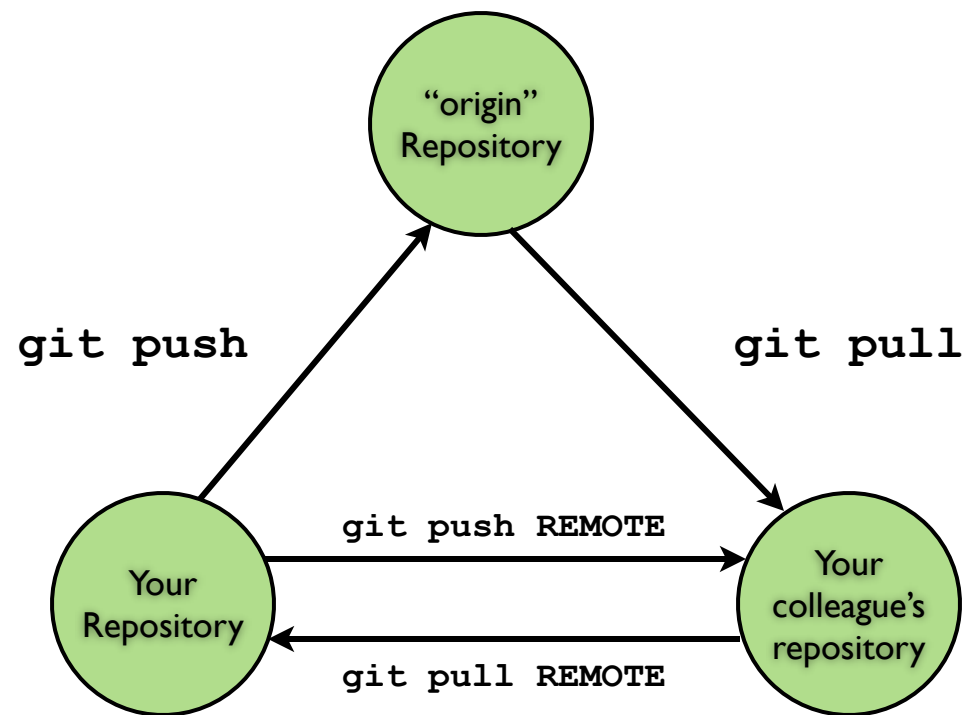 “origin”
Repository
git push
git pull
git push REMOTE
Your
Repository
Your
colleague’s
repository
git pull REMOTE